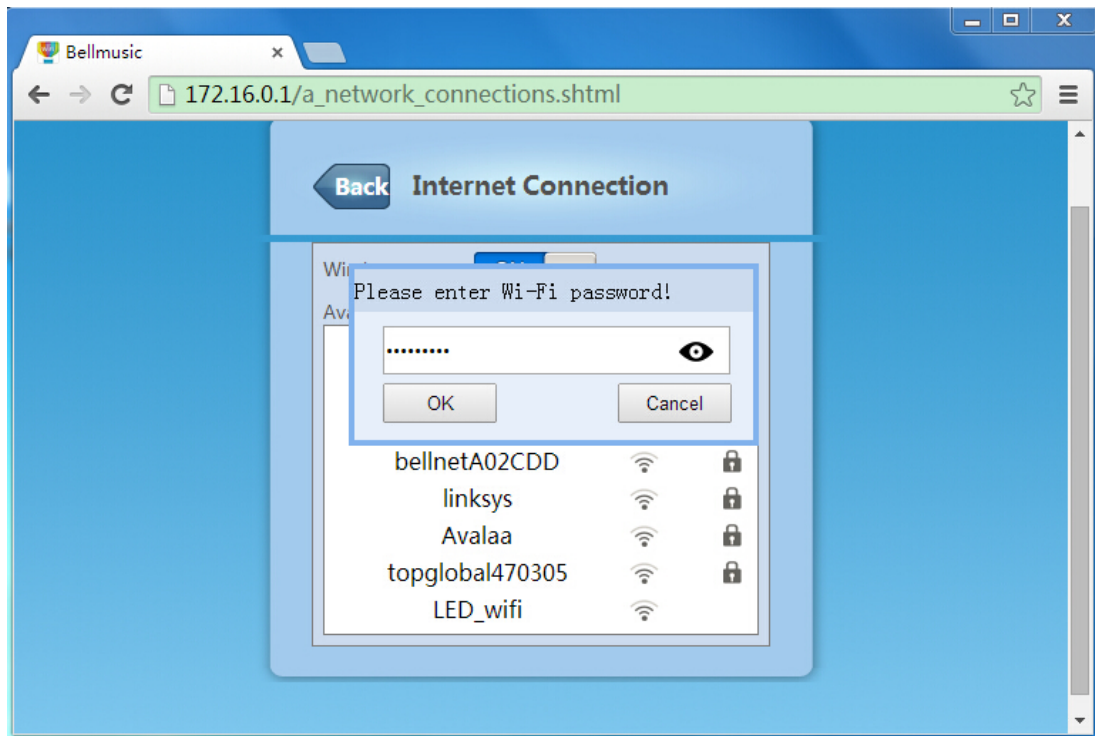 Bellmusic
172.16.0.1/a_network_connections.shtml
Back Internet Connection
Please enter Wi-Fi password!
•••••••••
OK Cancel
bellnetA02CDD
linksys
Avalaa
topglobal470305
LED_wifi